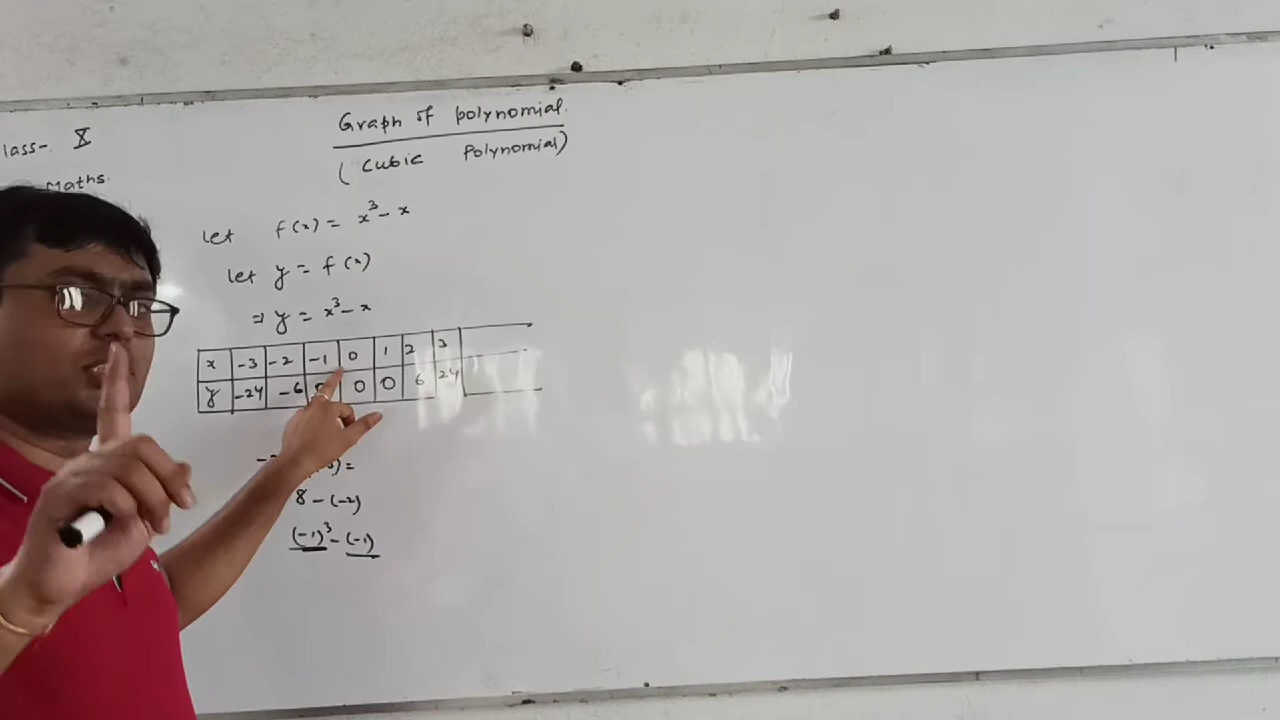 Graph of polynomial.
(Cubic Polynomial)
lass-. X
Maths.
let f(x) = x³ - x
let y = f(x)
⇒ y = x³ - x
x -3 -2 -1 0 1 2 3
y -24 -6 0 0 0 6 24
8 - (-2)
(-1)³ - (-1)